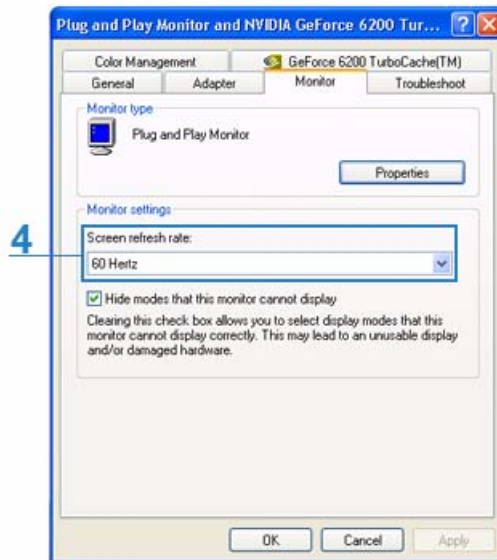 Plug and Play Monitor and NVIDIA GeForce 6200 Tur...
Color Management GeForce 6200 TurboCache(TM)
General Adapter Monitor Troubleshoot
Monitor type
Plug and Play Monitor
Properties
Monitor settings
4
Screen refresh rate:
60 Hertz
Hide modes that this monitor cannot display
Clearing this check box allows you to select display modes that this
monitor cannot display correctly. This may lead to an unusable display
and/or damaged hardware.
OK Cancel Apply